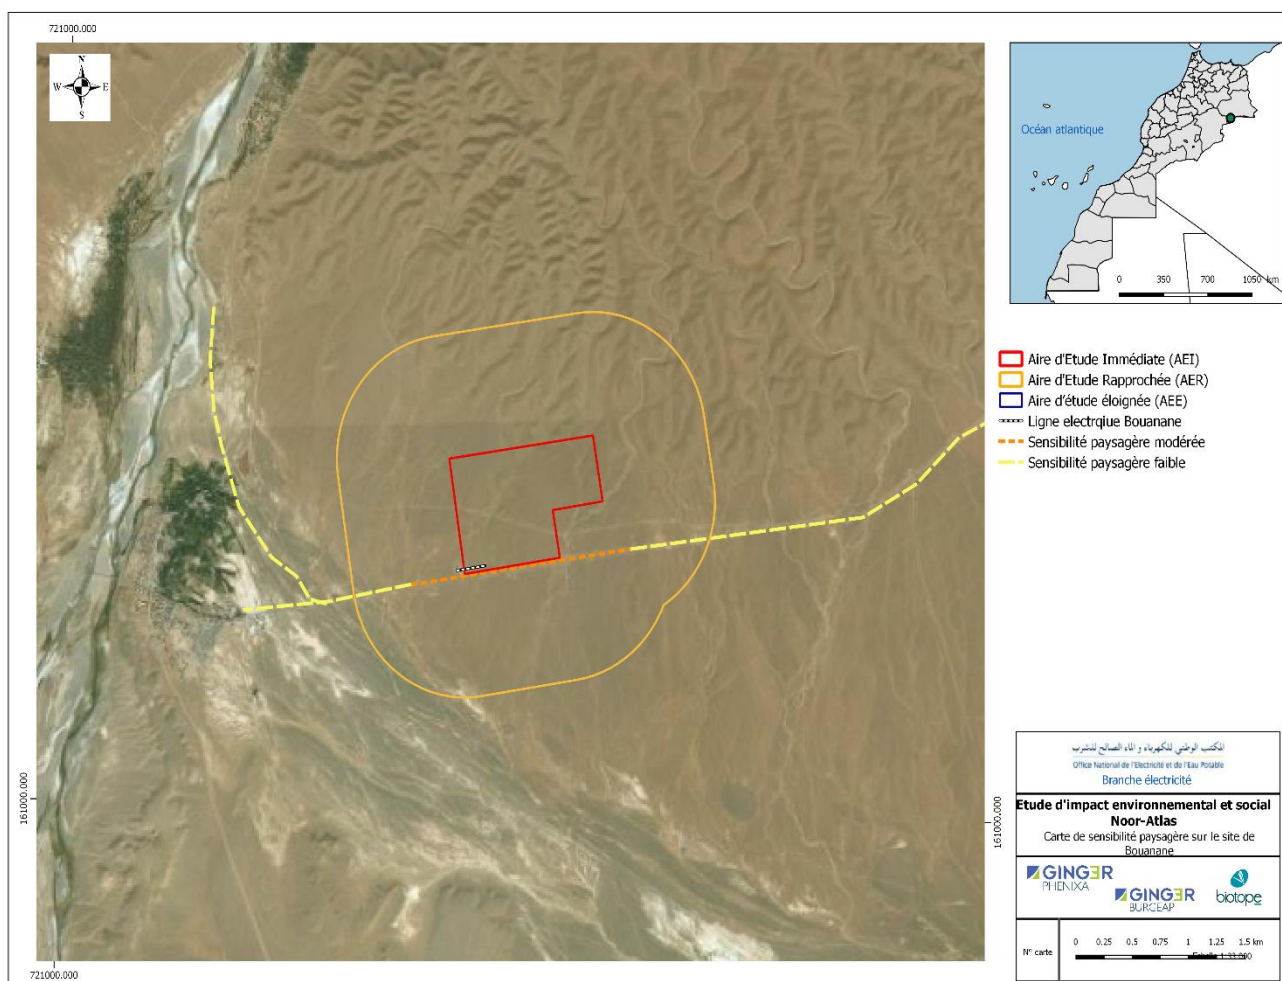 721000.000
N
W E
S
Océan atlantique
0 350 700 1050 km
Aire d'Etude Immédiate (AEI)
Aire d'Etude Rapprochée (AER)
Aire d'étude éloignée (AEE)
Ligne electrqiue Bouanane
Sensibilité paysagère modérée
Sensibilité paysagère faible
161000.000
161000.000
المكتب الوطني للكهرباء و الماء الصالح للشرب
Office National de l'Electricité et de l'Eau Potable
Branche électricité
Etude d'impact environnemental et social
Noor-Atlas
Carte de sensibilité paysagère sur le site de
Bouanane
GINGER
PHENIXA
GINGER
BURGEAP
biotope
N° carte
0 0.25 0.5 0.75 1 1.25 1.5 km
Echelle 1:33 000
721000.000